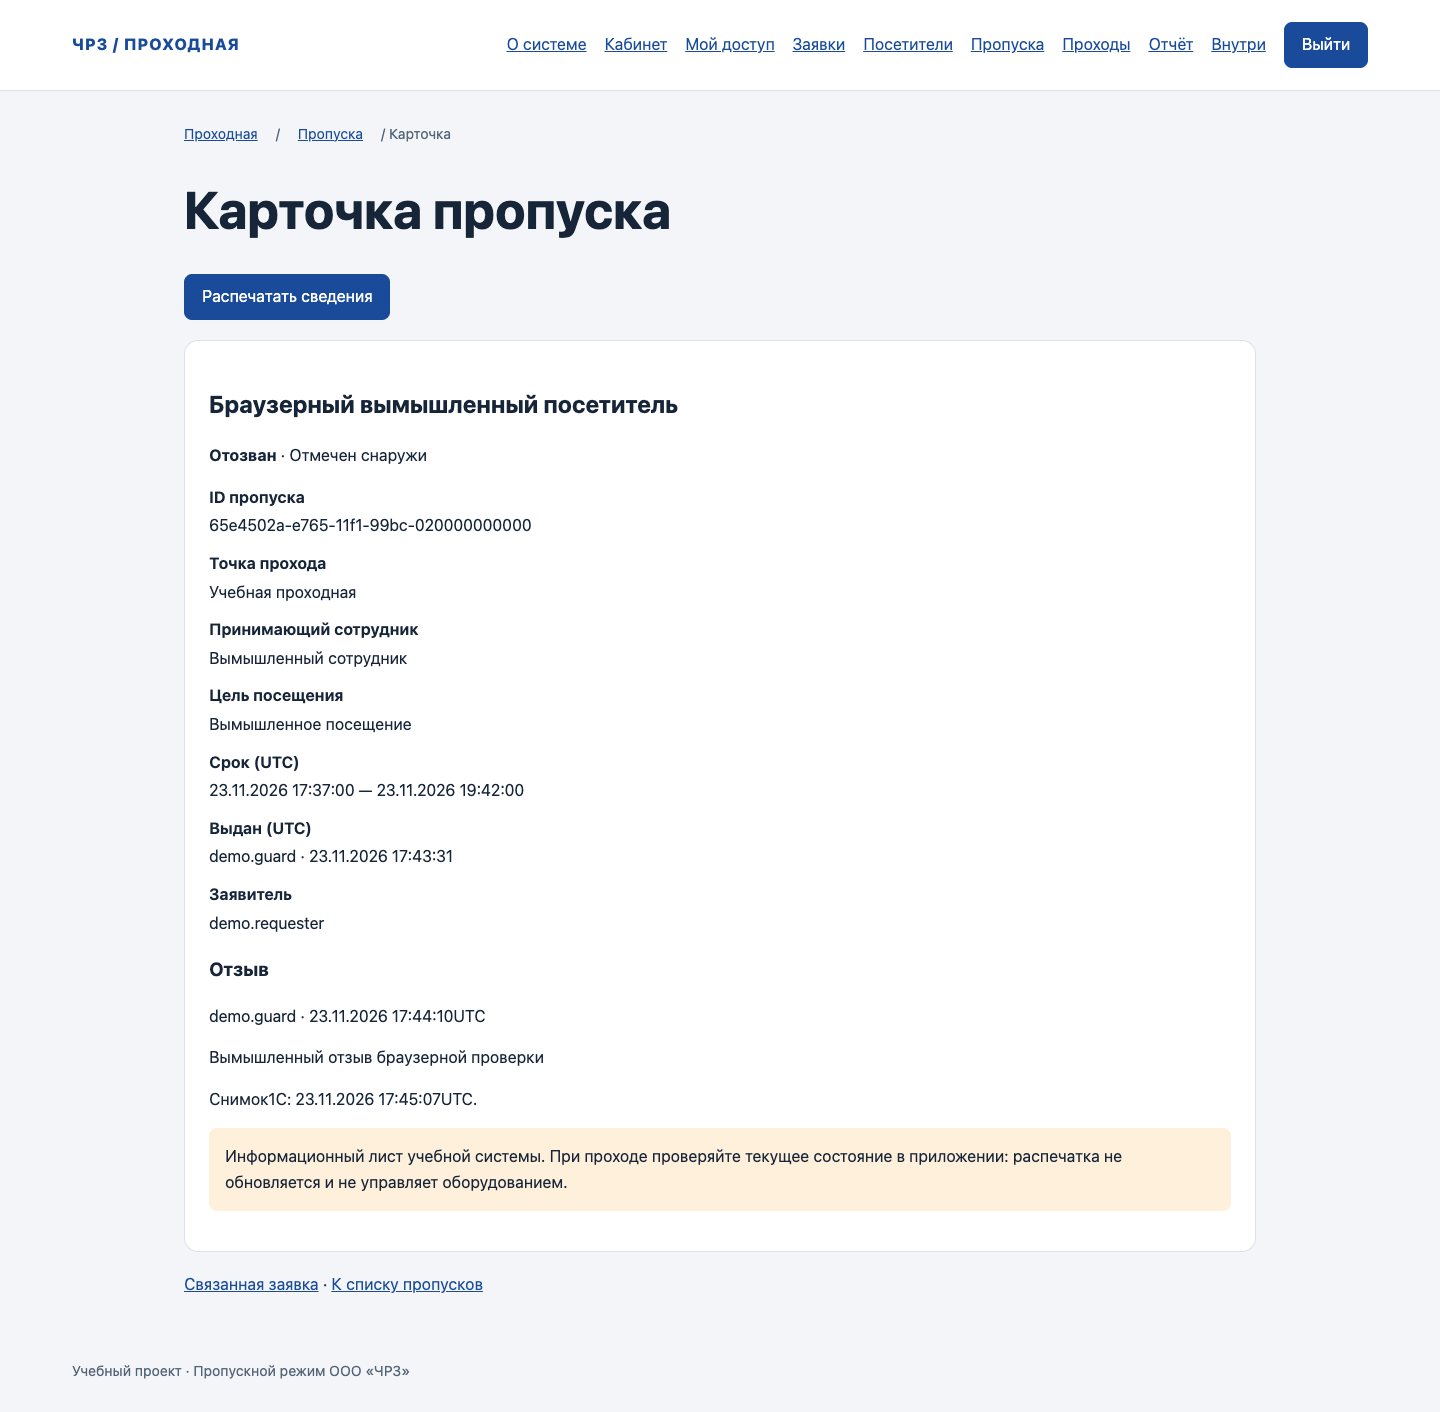 ЧРЗ / ПРОХОДНАЯ
О системе Кабинет Мой доступ Заявки Посетители Пропуска Проходы Отчёт Внутри Выйти
Проходная / Пропуска / Карточка
Карточка пропуска
Распечатать сведения
Браузерный вымышленный посетитель
Отозван · Отмечен снаружи
ID пропуска
65e4502a-e765-11f1-99bc-020000000000
Точка прохода
Учебная проходная
Принимающий сотрудник
Вымышленный сотрудник
Цель посещения
Вымышленное посещение
Срок (UTC)
23.11.2026 17:37:00 — 23.11.2026 19:42:00
Выдан (UTC)
demo.guard · 23.11.2026 17:43:31
Заявитель
demo.requester
Отзыв
demo.guard · 23.11.2026 17:44:10UTC
Вымышленный отзыв браузерной проверки
Снимок1С: 23.11.2026 17:45:07UTC.
Информационный лист учебной системы. При проходе проверяйте текущее состояние в приложении: распечатка не
обновляется и не управляет оборудованием.
Связанная заявка · К списку пропусков
Учебный проект · Пропускной режим ООО «ЧРЗ»